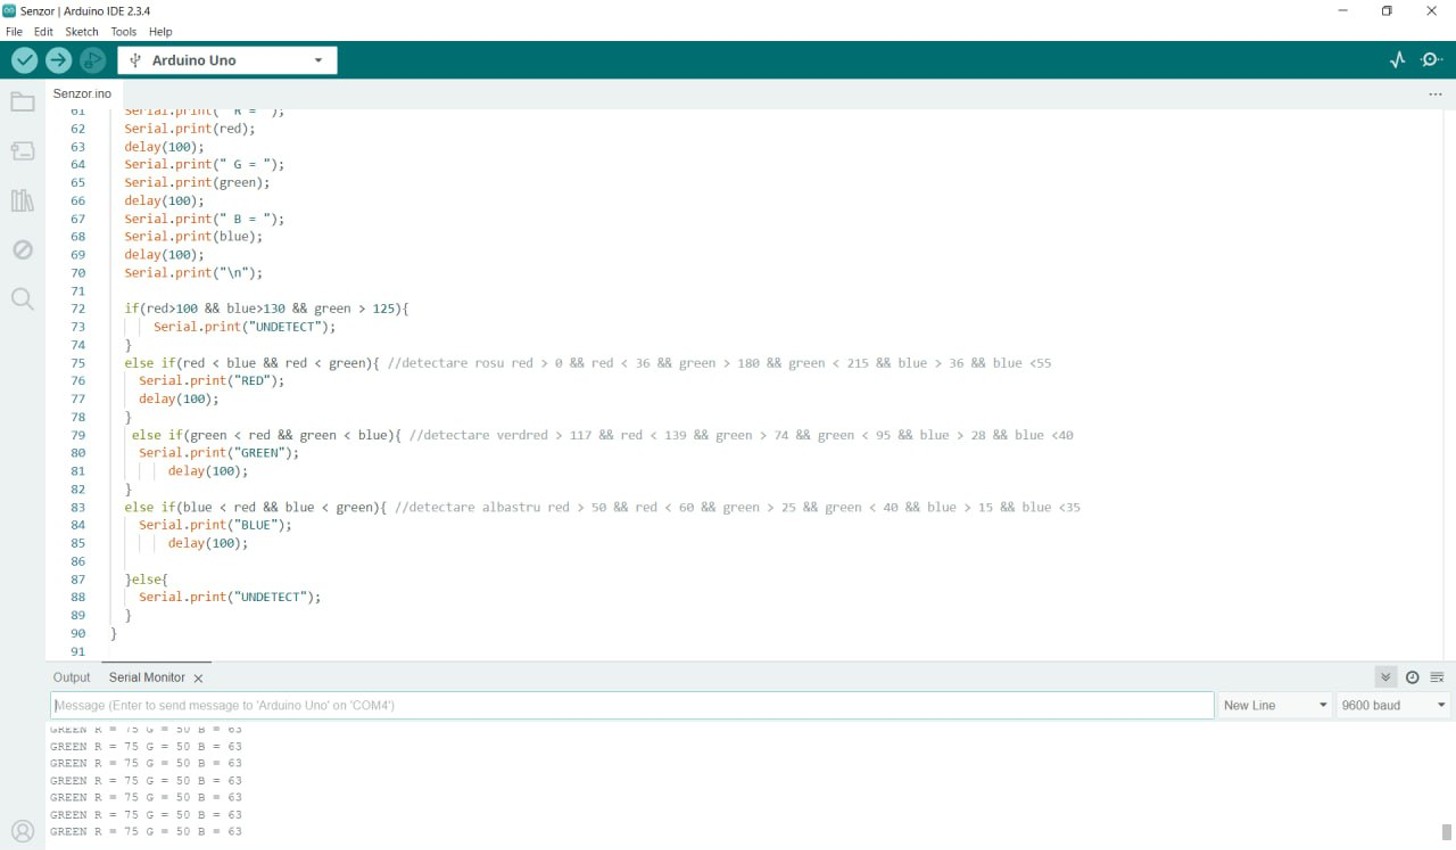 Senzor | Arduino IDE 2.3.4
File Edit Sketch Tools Help
Arduino Uno
Senzor.ino
61 Serial.print(" R = ");
62 Serial.print(red);
63 delay(100);
64 Serial.print(" G = ");
65 Serial.print(green);
66 delay(100);
67 Serial.print(" B = ");
68 Serial.print(blue);
69 delay(100);
70 Serial.print("\n");
71
72 if(red>100 && blue>130 && green > 125){
73 Serial.print("UNDETECT");
74 }
75 else if(red < blue && red < green){ //detectare rosu red > 0 && red < 36 && green > 180 && green < 215 && blue > 36 && blue <55
76 Serial.print("RED");
77 delay(100);
78 }
79 else if(green < red && green < blue){ //detectare verdred > 117 && red < 139 && green > 74 && green < 95 && blue > 28 && blue <40
80 Serial.print("GREEN");
81 delay(100);
82 }
83 else if(blue < red && blue < green){ //detectare albastru red > 50 && red < 60 && green > 25 && green < 40 && blue > 15 && blue <35
84 Serial.print("BLUE");
85 delay(100);
86
87 }else{
88 Serial.print("UNDETECT");
89 }
90 }
91
Output Serial Monitor
Message (Enter to send message to 'Arduino Uno' on 'COM4') New Line 9600 baud
GREEN R = 75 G = 50 B = 63
GREEN R = 75 G = 50 B = 63
GREEN R = 75 G = 50 B = 63
GREEN R = 75 G = 50 B = 63
GREEN R = 75 G = 50 B = 63
GREEN R = 75 G = 50 B = 63
GREEN R = 75 G = 50 B = 63